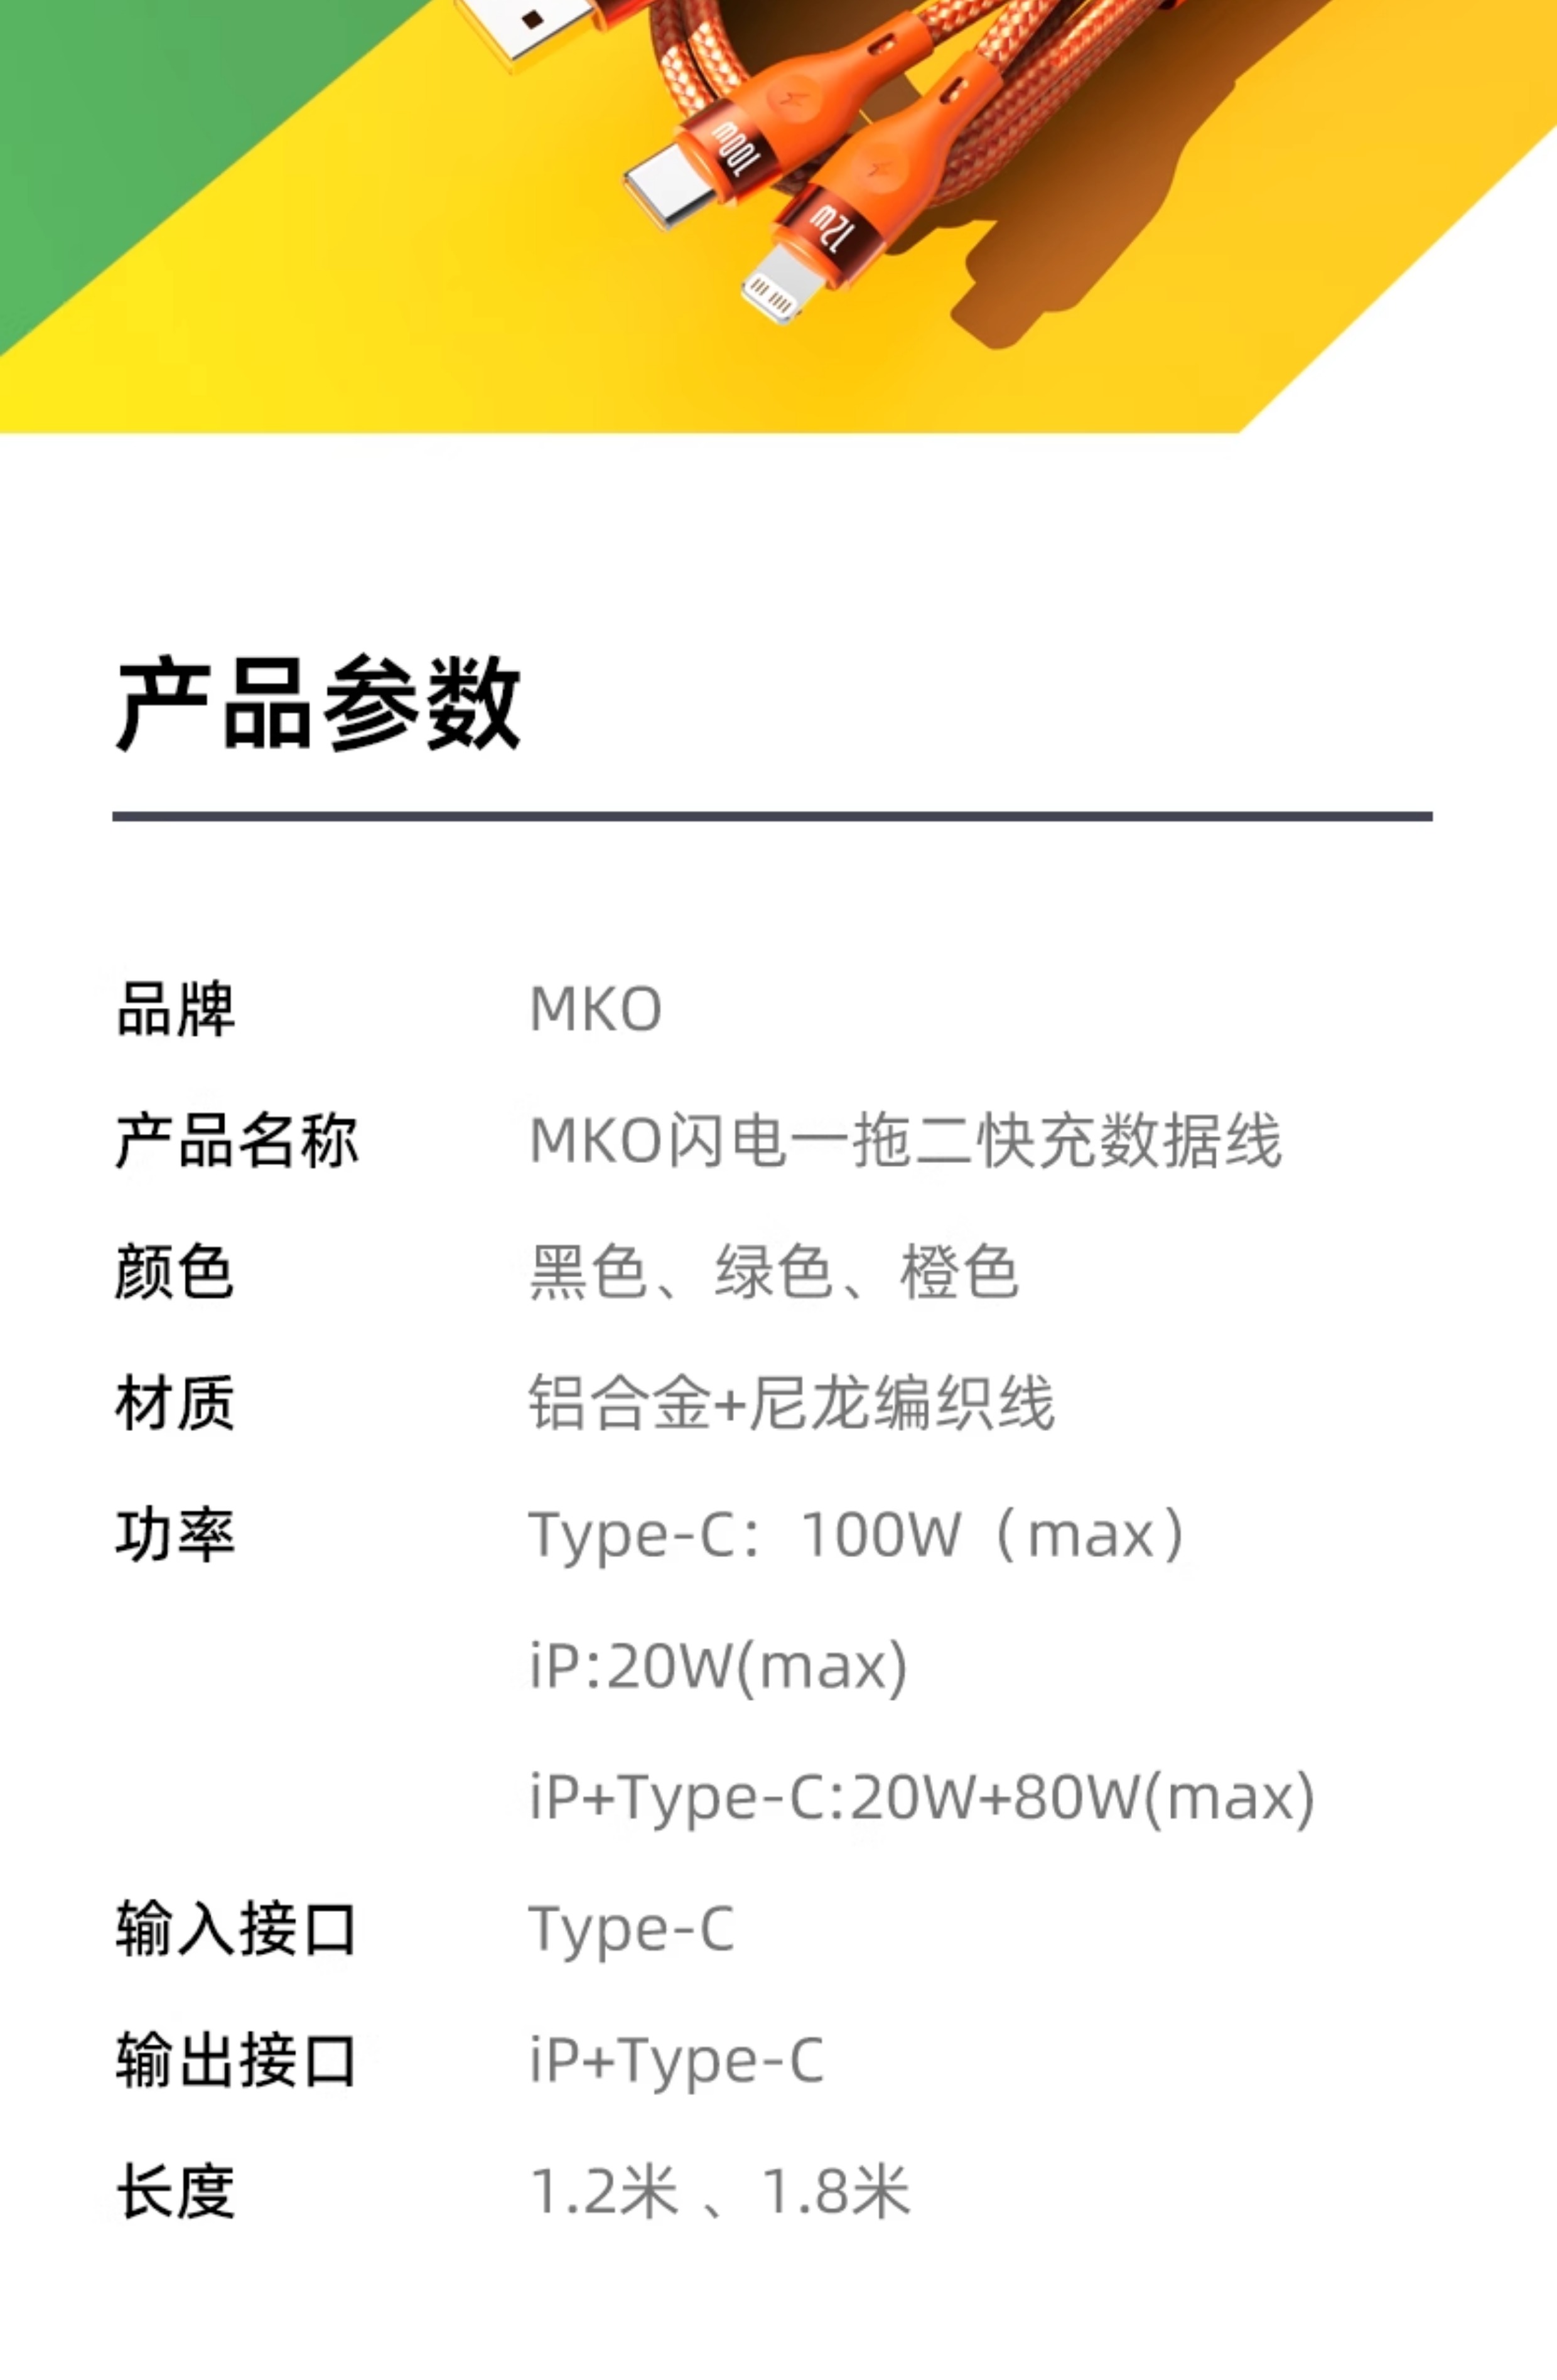 100W
12W
产品参数
品牌 MKO
产品名称 MKO闪电一拖二快充数据线
颜色 黑色、绿色、橙色
材质 铝合金+尼龙编织线
功率 Type-C：100W（max）
iP:20W(max)
iP+Type-C:20W+80W(max)
输入接口 Type-C
输出接口 iP+Type-C
长度 1.2米 、1.8米